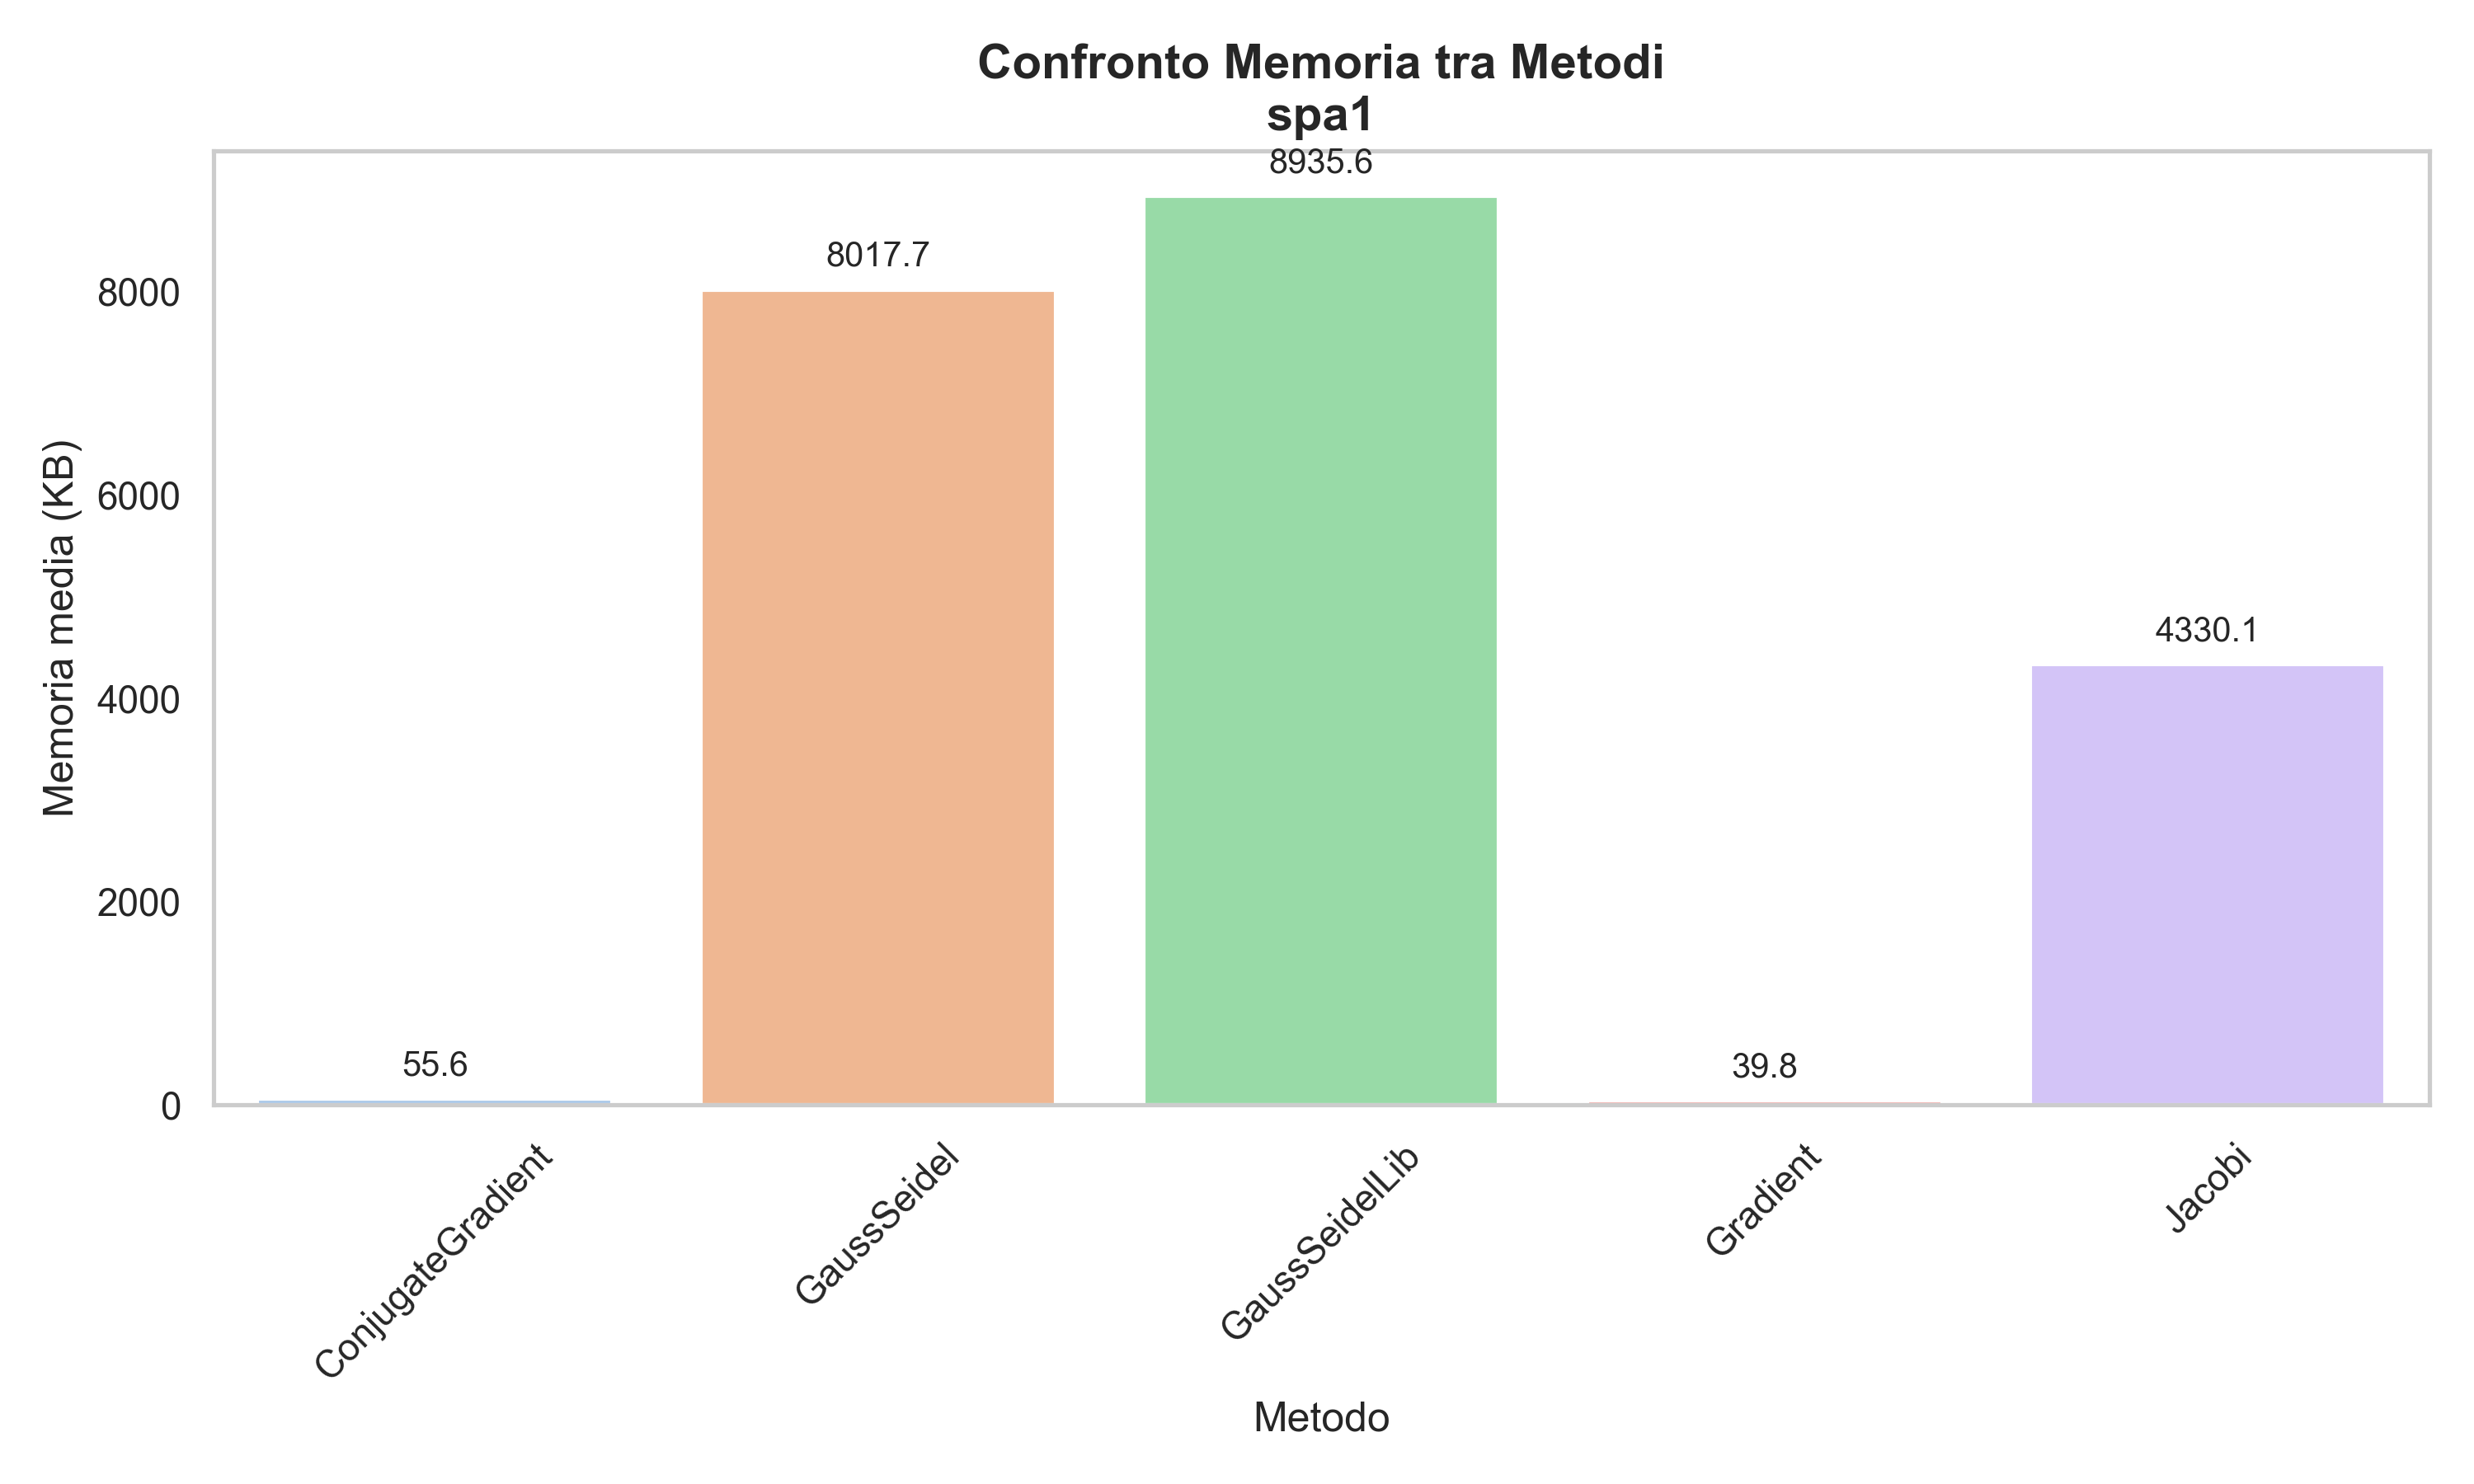 Confronto Memoria tra Metodi
spa1
8935.6
8017.7
8000
6000
4330.1
4000
2000
55.6
39.8
0
Memoria media (KB)
ConjugateGradient
GaussSeidel
GaussSeidelLib
Gradient
Jacobi
Metodo